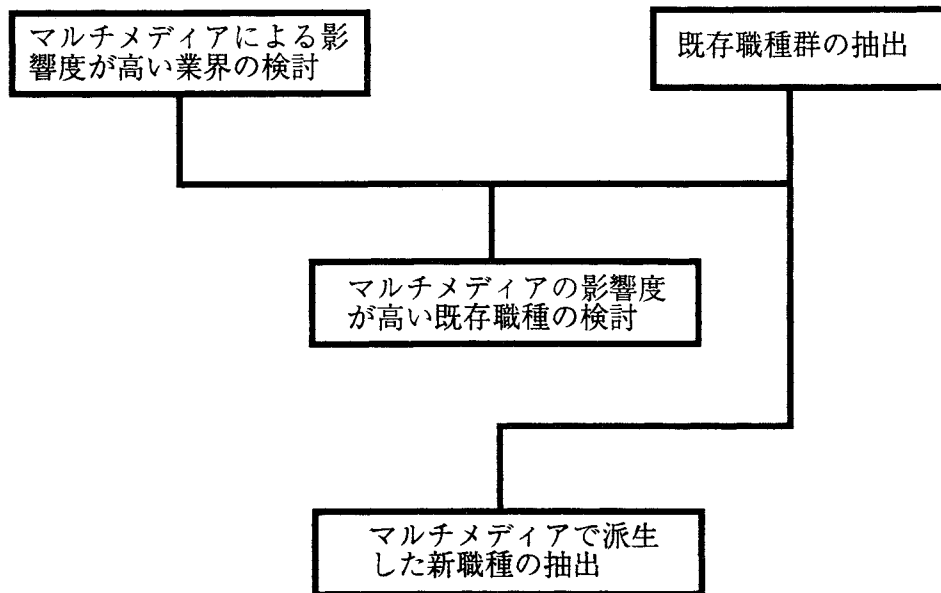 マルチメディアによる影
響度が高い業界の検討
既存職種群の抽出
マルチメディアの影響度
が高い既存職種の検討
マルチメディアで派生
した新職種の抽出